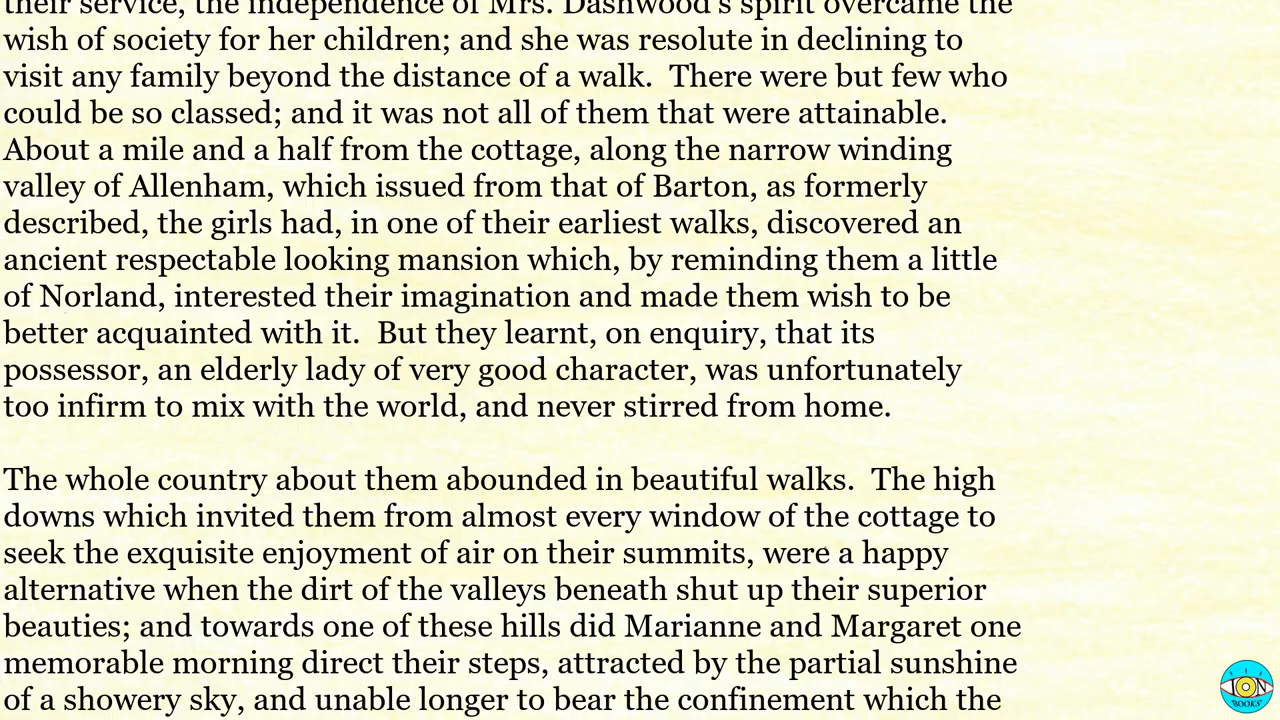 their service, the independence of Mrs. Dashwood's spirit overcame the
wish of society for her children; and she was resolute in declining to
visit any family beyond the distance of a walk.  There were but few who
could be so classed; and it was not all of them that were attainable.
About a mile and a half from the cottage, along the narrow winding
valley of Allenham, which issued from that of Barton, as formerly
described, the girls had, in one of their earliest walks, discovered an
ancient respectable looking mansion which, by reminding them a little
of Norland, interested their imagination and made them wish to be
better acquainted with it.  But they learnt, on enquiry, that its
possessor, an elderly lady of very good character, was unfortunately
too infirm to mix with the world, and never stirred from home.
The whole country about them abounded in beautiful walks.  The high
downs which invited them from almost every window of the cottage to
seek the exquisite enjoyment of air on their summits, were a happy
alternative when the dirt of the valleys beneath shut up their superior
beauties; and towards one of these hills did Marianne and Margaret one
memorable morning direct their steps, attracted by the partial sunshine
of a showery sky, and unable longer to bear the confinement which the
ION
BOOKS